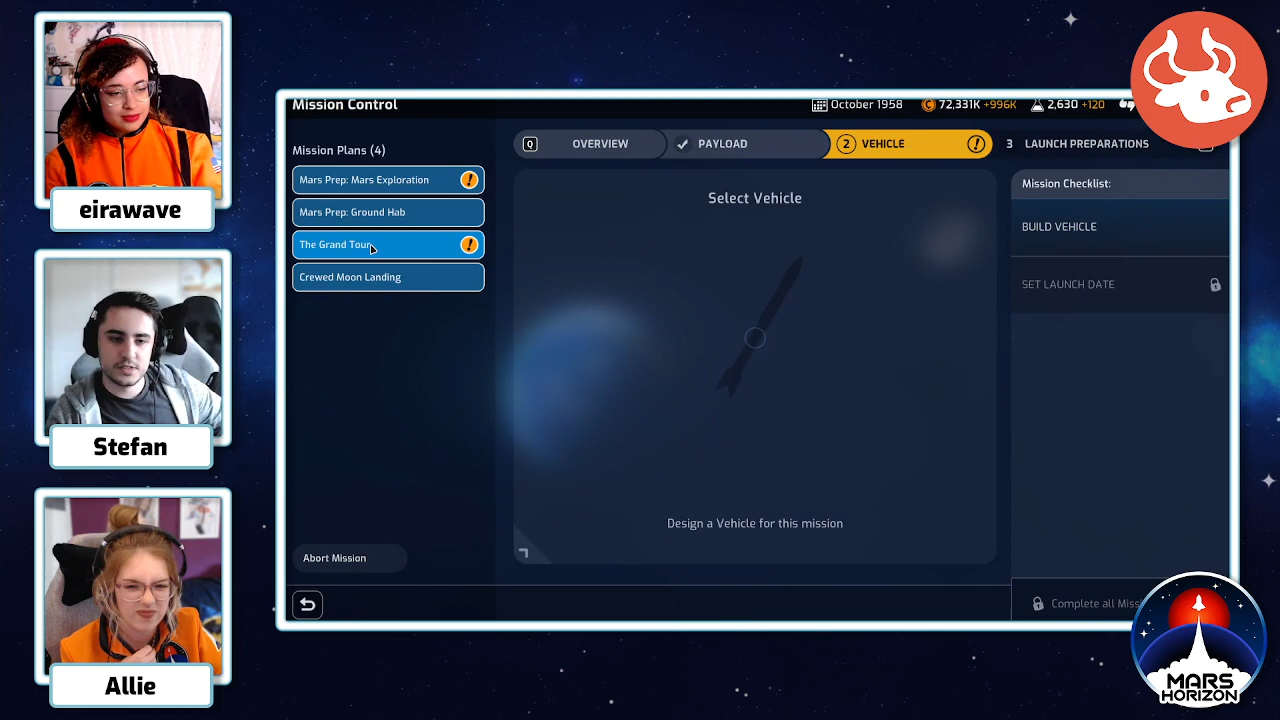 eirawave
Stefan
Allie
Mission Control
October 1958
72,331K +996K
2,630 +120
Mission Plans (4)
Mars Prep: Mars Exploration
Mars Prep: Ground Hab
The Grand Tour
Crewed Moon Landing
Abort Mission
Q OVERVIEW
PAYLOAD
2 VEHICLE
3 LAUNCH PREPARATIONS
Select Vehicle
Design a Vehicle for this mission
Mission Checklist:
BUILD VEHICLE
SET LAUNCH DATE
Complete all
MARS
HORIZON